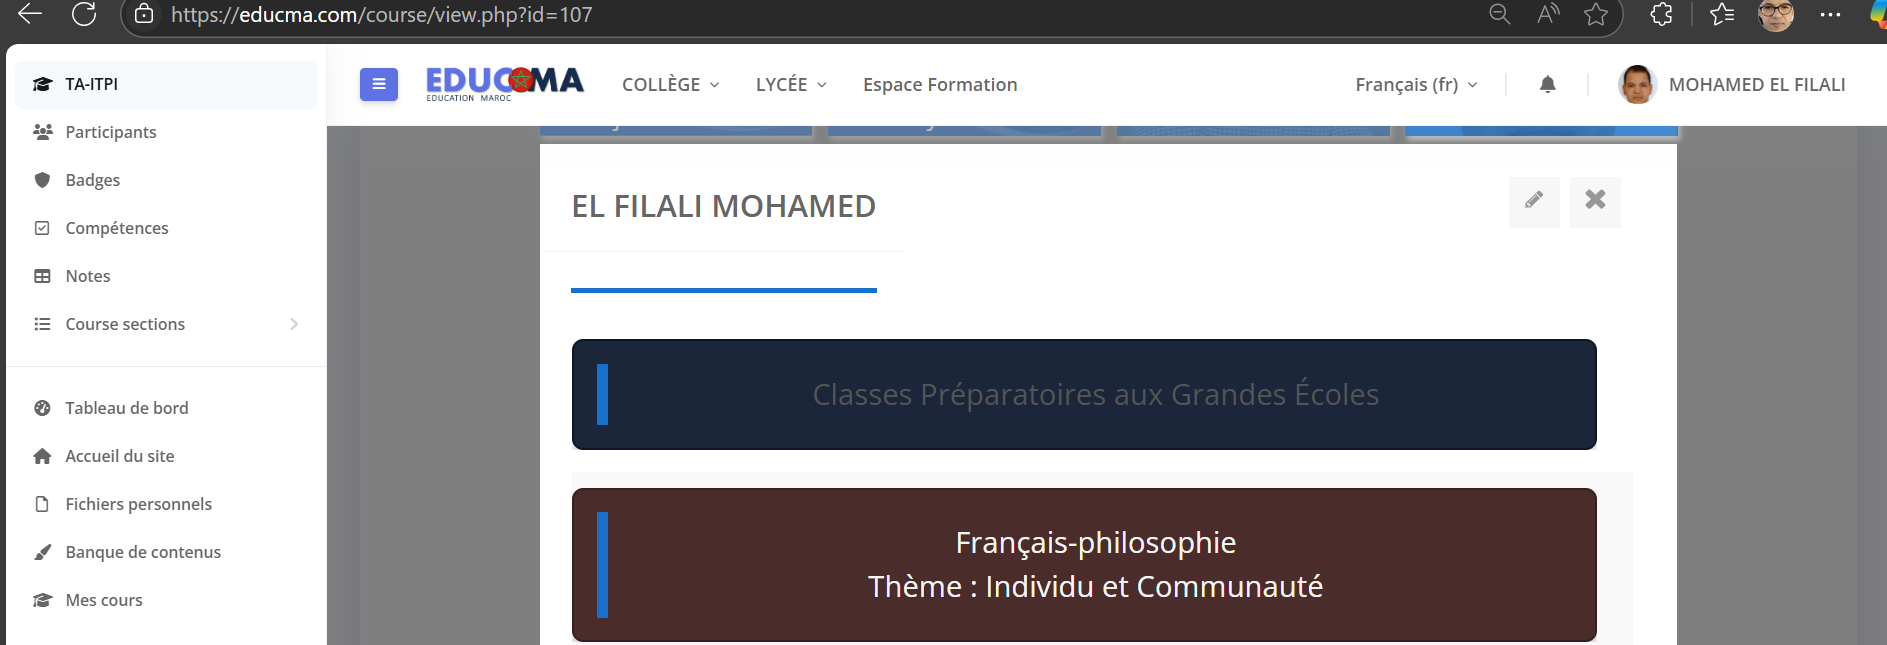 https://educma.com/course/view.php?id=107
TA-ITPI
Participants
Badges
Compétences
Notes
Course sections
Tableau de bord
Accueil du site
Fichiers personnels
Banque de contenus
Mes cours
EDUCMA
EDUCATION MAROC
COLLÈGE
LYCÉE
Espace Formation
Français (fr)
MOHAMED EL FILALI
EL FILALI MOHAMED
Classes Préparatoires aux Grandes Écoles
Français-philosophie
Thème : Individu et Communauté